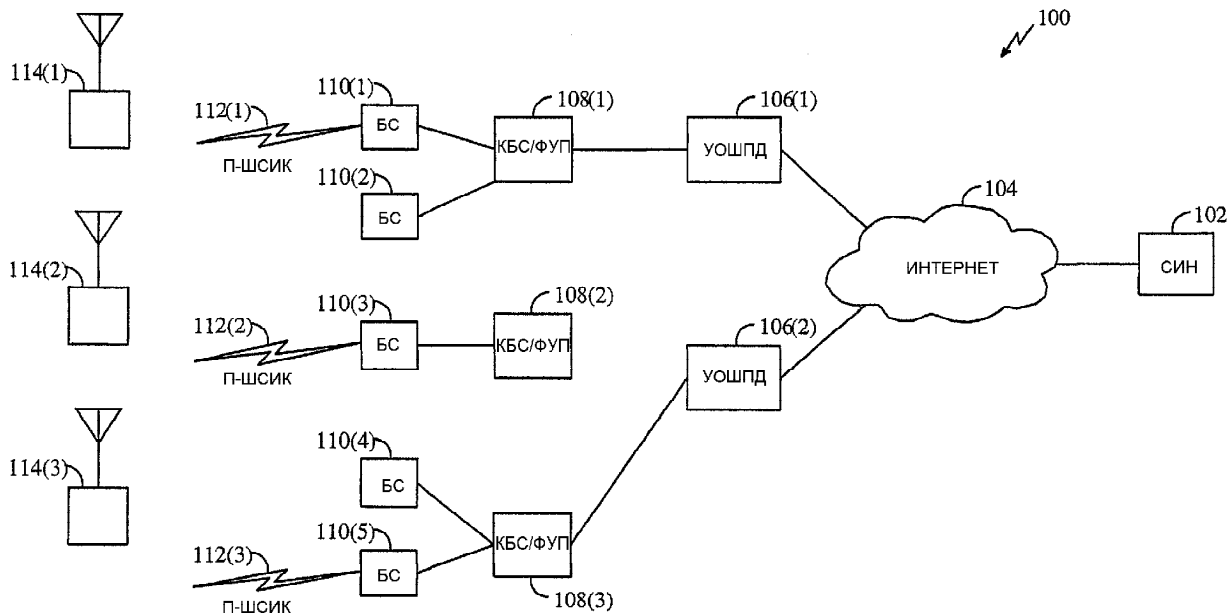 100
114(1)
112(1)
П-ШСИК
110(1)
БС
110(2)
БС
108(1)
КБС/ФУП
106(1)
УОШПД
104
ИНТЕРНЕТ
102
СИН
114(2)
112(2)
П-ШСИК
110(3)
БС
108(2)
КБС/ФУП
106(2)
УОШПД
114(3)
112(3)
П-ШСИК
110(4)
БС
110(5)
БС
КБС/ФУП
108(3)